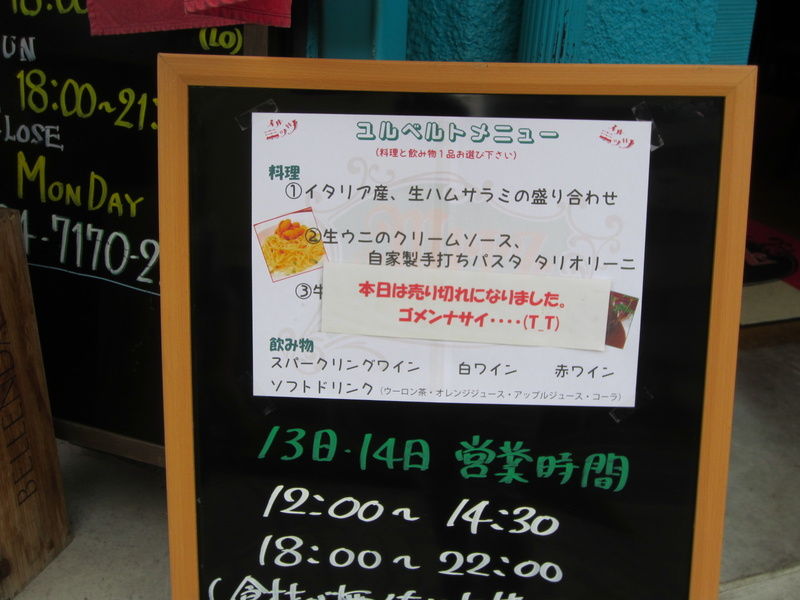 18:00
(LO)
UN
18:00~21:
LOSE
MONDAY
4-7170-2
BELLENDA
ユルベルトメニュー
(料理と飲み物1品お選び下さい)
料理
①イタリア産、生ハムサラミの盛り合わせ
②生ウニのクリームソース、
自家製手打ちパスタ タリオリーニ
③牛
本日は売り切れになりました。
ゴメンナサイ・・・・(T_T)
飲み物
スパークリングワイン 白ワイン 赤ワイン
ソフトドリンク(ウーロン茶・オレンジジュース・アップルジュース・コーラ)
13日・14日 営業時間
12:00~14:30
18:00~22:00